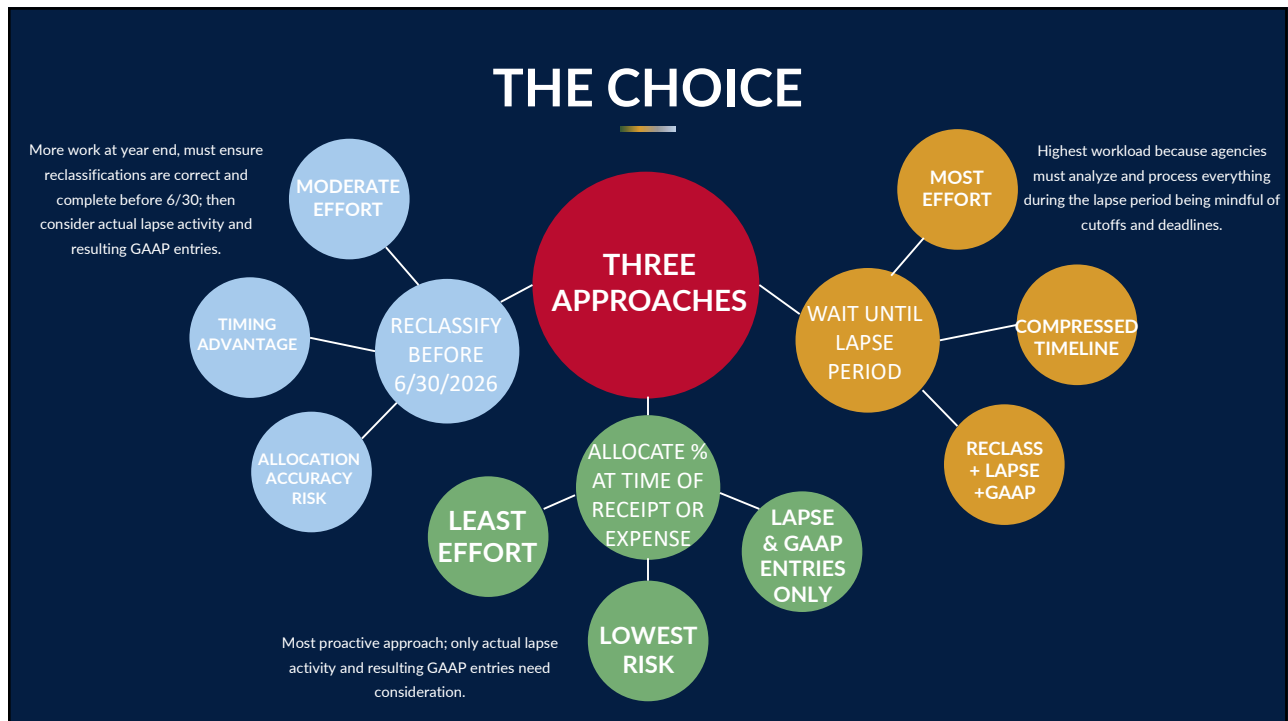 THE CHOICE
More work at year end, must ensure
reclassifications are correct and
complete before 6/30; then
consider actual lapse activity and
resulting GAAP entries.
MODERATE
EFFORT
TIMING
ADVANTAGE
ALLOCATION
ACCURACY
RISK
RECLASSIFY
BEFORE
6/30/2026
THREE
APPROACHES
WAIT UNTIL
LAPSE
PERIOD
MOST
EFFORT
Highest workload because agencies
must analyze and process everything
during the lapse period being mindful of
cutoffs and deadlines.
COMPRESSED
TIMELINE
RECLASS
+ LAPSE
+GAAP
ALLOCATE %
AT TIME OF
RECEIPT OR
EXPENSE
LEAST
EFFORT
LAPSE
& GAAP
ENTRIES
ONLY
LOWEST
RISK
Most proactive approach; only actual lapse
activity and resulting GAAP entries need
consideration.